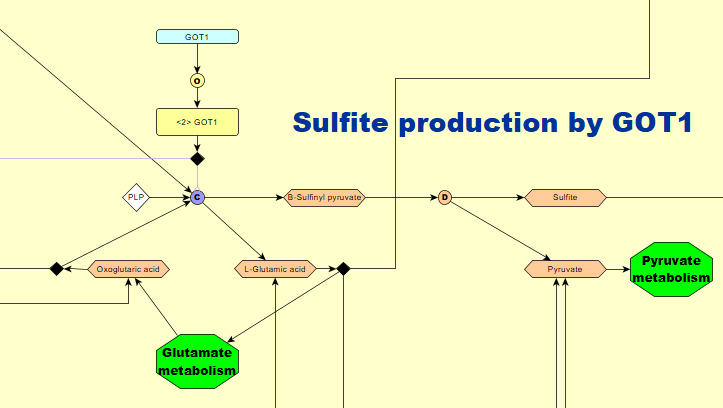 GOT1
O
<2> GOT1
Sulfite production by GOT1
PLP
C
B-Sulfinyl pyruvate
D
Sulfite
Oxoglutaric acid
L-Glutamic acid
Pyruvate
Pyruvate
metabolism
Glutamate
metabolism